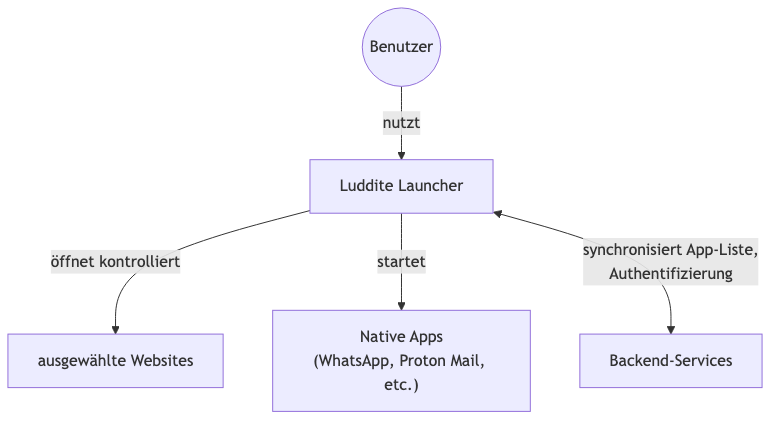 Benutzer
nutzt
Luddite Launcher
öffnet kontrolliert
startet
synchronisiert App-Liste,
Authentifizierung
ausgewählte Websites
Native Apps
(WhatsApp, Proton Mail,
etc.)
Backend-Services